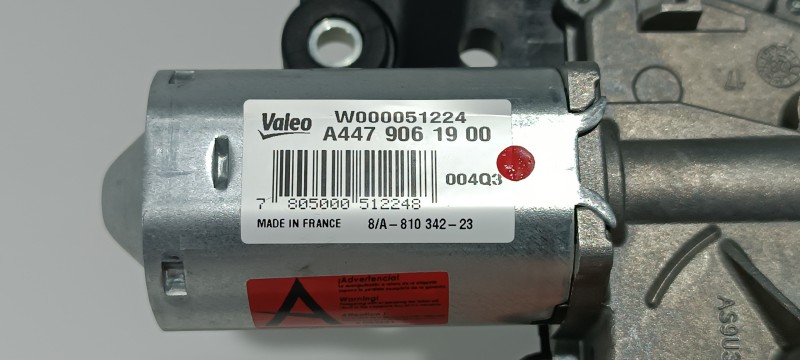 Valeo
W000051224
A447 906 19 00
004Q3
7 805000 512248
MADE IN FRANCE 8/A-810 342-23
¡Advertencia!
Warning!